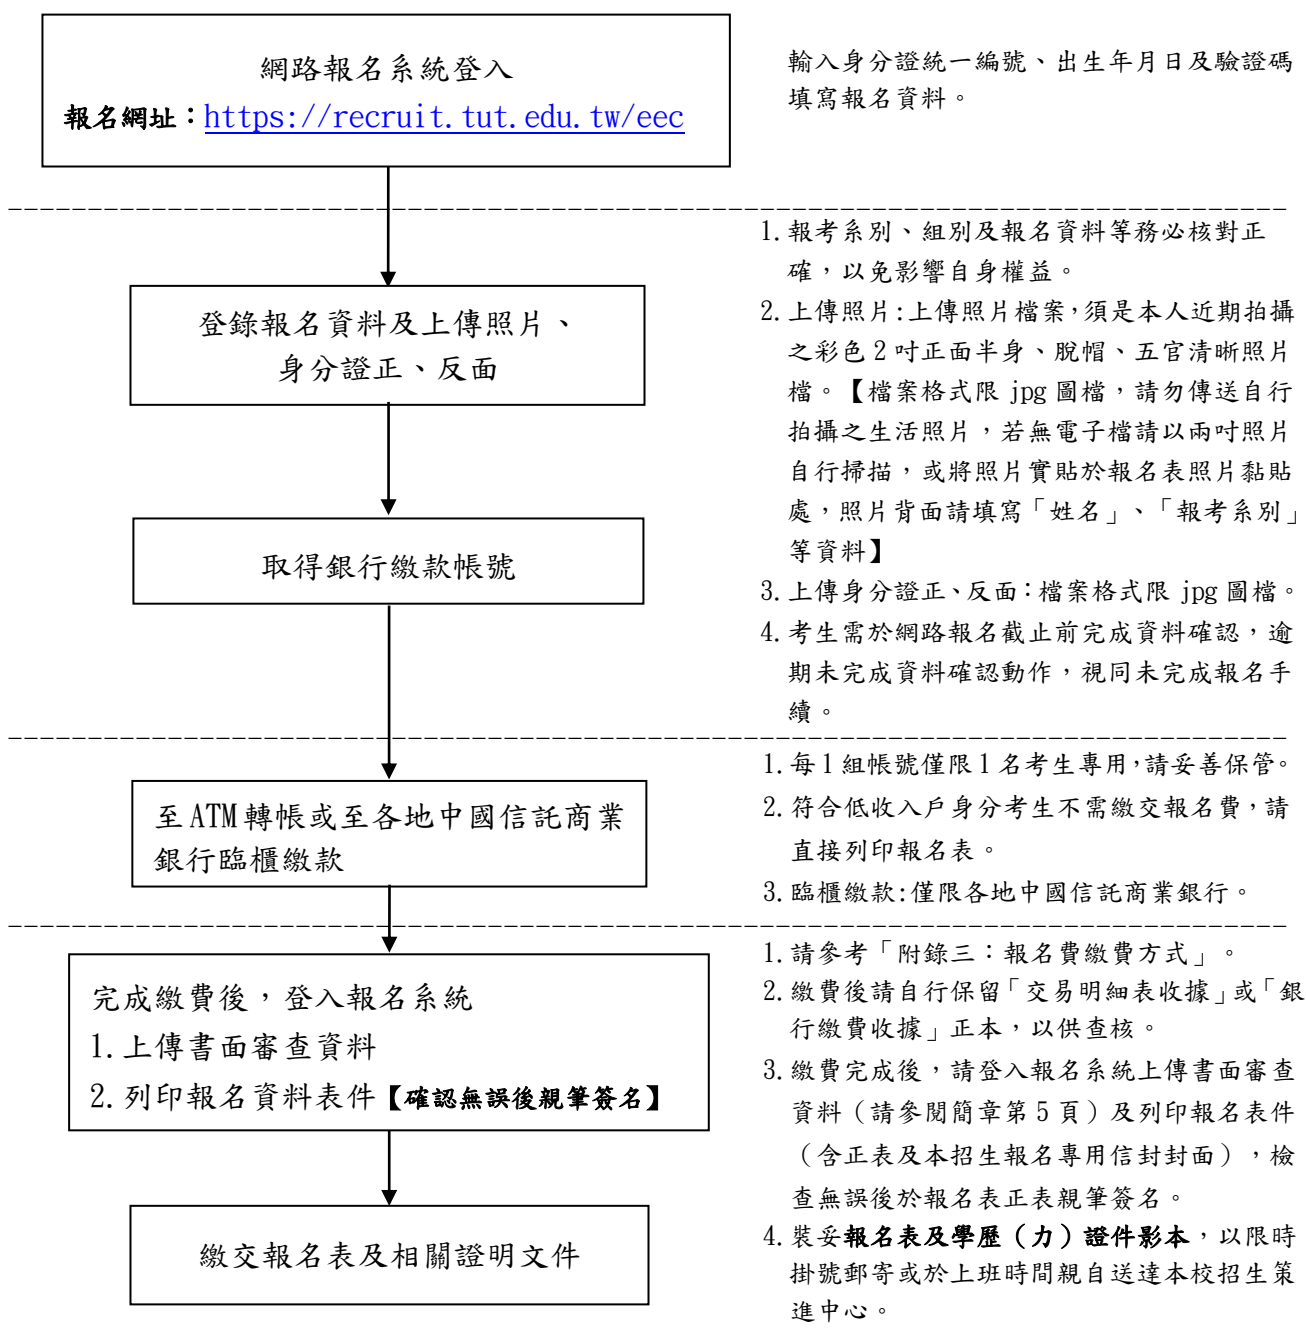 網路報名系統登入
報名網址：https://recruit.tut.edu.tw/eec
輸入身分證統一編號、出生年月日及驗證碼
填寫報名資料。
登錄報名資料及上傳照片、
身分證正、反面
取得銀行繳款帳號
1.報考系別、組別及報名資料等務必核對正
確，以免影響自身權益。
2.上傳照片:上傳照片檔案，須是本人近期拍攝
之彩色2吋正面半身、脫帽、五官清晰照片
檔。【檔案格式限 jpg 圖檔，請勿傳送自行
拍攝之生活照片，若無電子檔請以兩吋照片
自行掃描，或將照片實貼於報名表照片黏貼
處，照片背面請填寫「姓名」、「報考系別」
等資料】
3.上傳身分證正、反面：檔案格式限 jpg 圖檔。
4.考生需於網路報名截止前完成資料確認，逾
期未完成資料確認動作，視同未完成報名手
續。
至ATM轉帳或至各地中國信託商業
銀行臨櫃繳款
1.每1組帳號僅限1名考生專用，請妥善保管。
2.符合低收入戶身分考生不需繳交報名費，請
直接列印報名表。
3.臨櫃繳款:僅限各地中國信託商業銀行。
完成繳費後，登入報名系統
1.上傳書面審查資料
2.列印報名資料表件【確認無誤後親筆簽名】
繳交報名表及相關證明文件
1.請參考「附錄三：報名費繳費方式」。
2.繳費後請自行保留「交易明細表收據」或「銀
行繳費收據」正本，以供查核。
3.繳費完成後，請登入報名系統上傳書面審查
資料（請參閱簡章第5頁）及列印報名表件
（含正表及本招生報名專用信封封面），檢
查無誤後於報名表正表親筆簽名。
4.裝妥報名表及學歷（力）證件影本，以限時
掛號郵寄或於上班時間親自送達本校招生策
進中心。